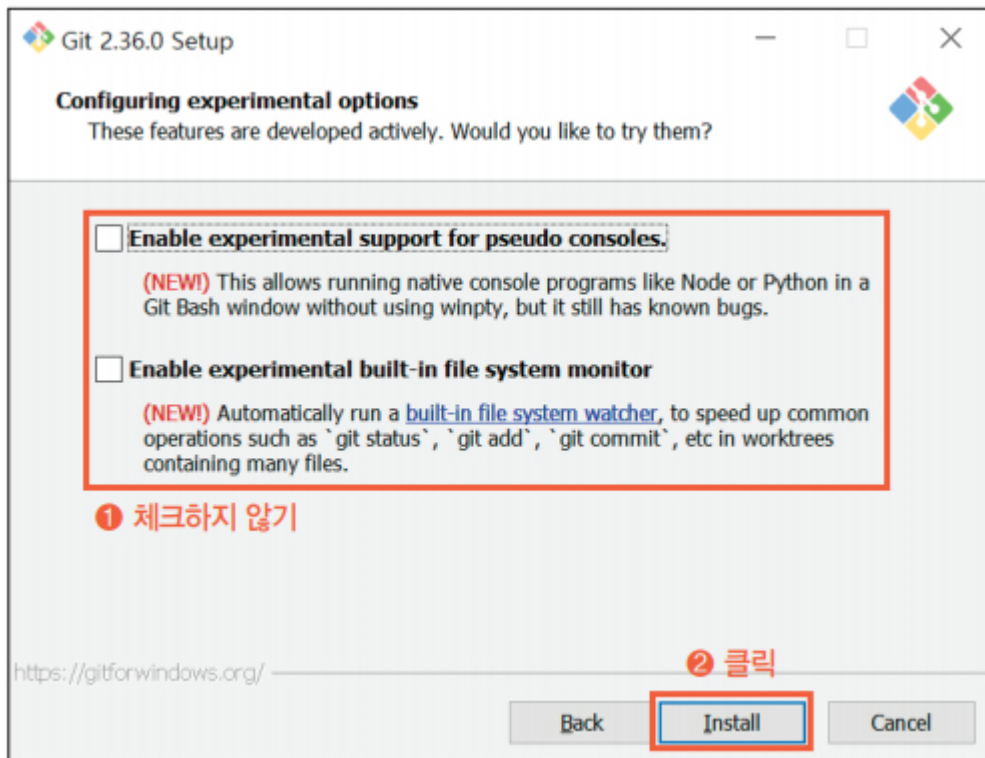 Git 2.36.0 Setup
Configuring experimental options
These features are developed actively. Would you like to try them?
Enable experimental support for pseudo consoles.
(NEW!) This allows running native console programs like Node or Python in a
Git Bash window without using winpty, but it still has known bugs.
Enable experimental built-in file system monitor
(NEW!) Automatically run a built-in file system watcher, to speed up common
operations such as `git status`, `git add`, `git commit`, etc in worktrees
containing many files.
❶ 체크하지 않기
https://gitforwindows.org/
❷ 클릭
Back
Install
Cancel